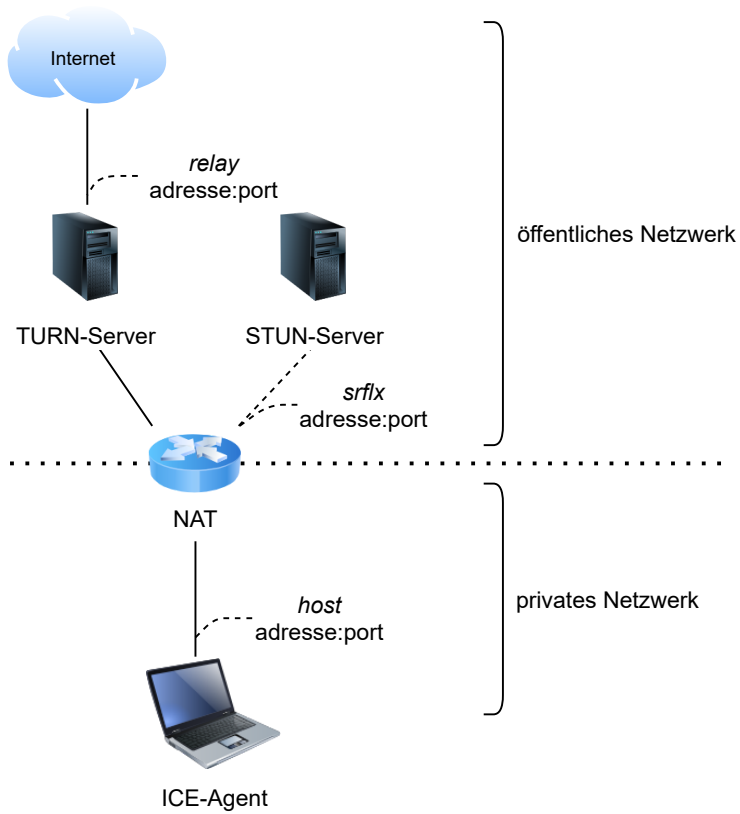 Internet
relay
adresse:port
öffentliches Netzwerk
TURN-Server
STUN-Server
srflx
adresse:port
NAT
host
adresse:port
privates Netzwerk
ICE-Agent